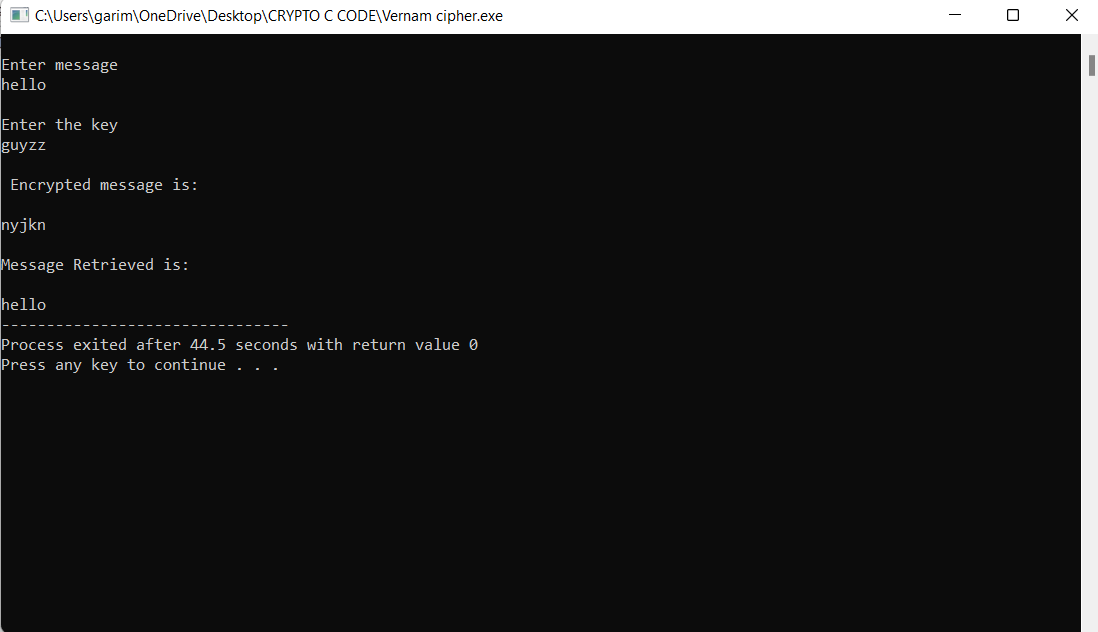 C:\Users\garim\OneDrive\Desktop\CRYPTO C CODE\Vernam cipher.exe
Enter message
hello
Enter the key
guyzz
Encrypted message is:
nyjkn
Message Retrieved is:
hello
--------------------------------
Process exited after 44.5 seconds with return value 0
Press any key to continue . . .